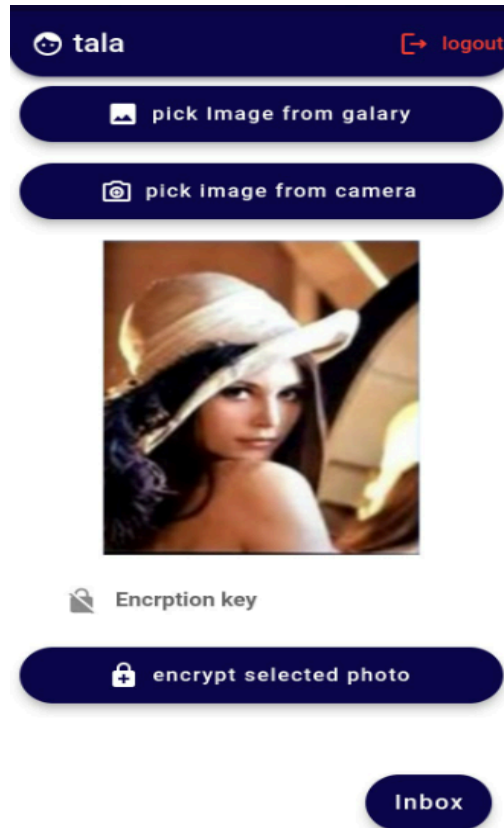 tala
logout
pick Image from galary
pick image from camera
Encrption key
encrypt selected photo
Inbox